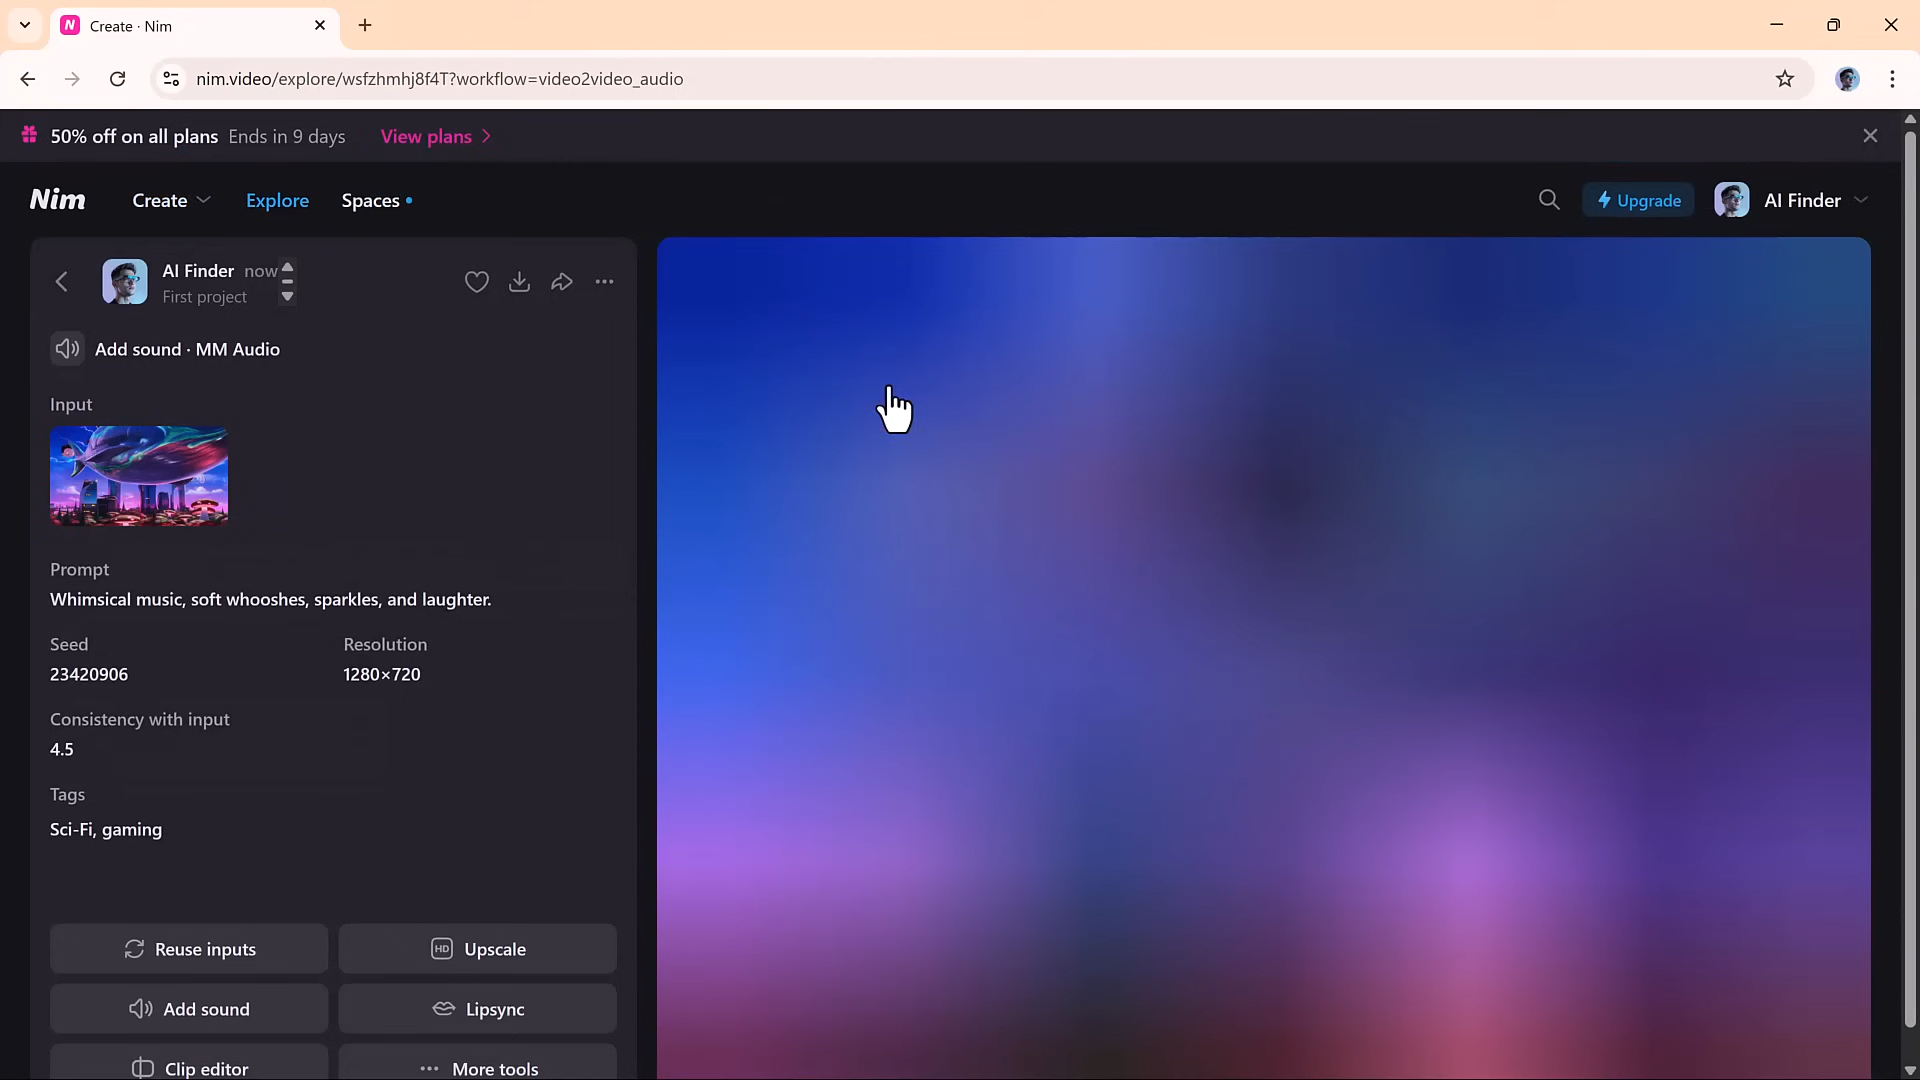 N Create · Nim
nim.video/explore/wsfzhmhj8f4T?workflow=video2video_audio
50% off on all plans Ends in 9 days View plans
Nim Create Explore Spaces Upgrade AI Finder
AI Finder now
First project
Add sound · MM Audio
Input
Prompt
Whimsical music, soft whooshes, sparkles, and laughter.
Seed Resolution
23420906 1280×720
Consistency with input
4.5
Tags
Sci-Fi, gaming
Reuse inputs HD Upscale
Add sound Lipsync
Clip editor More tools